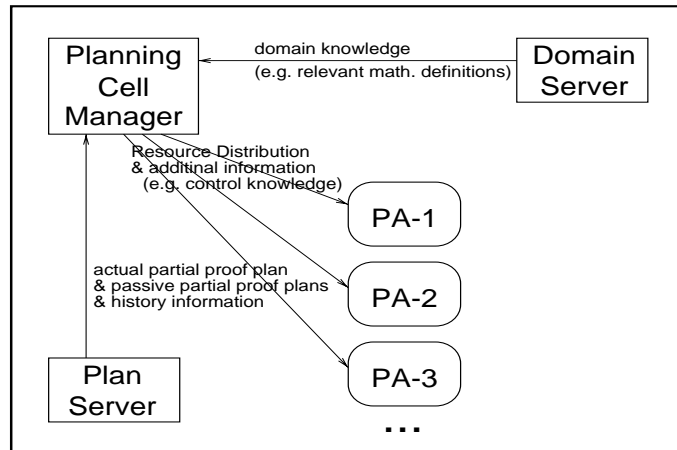 Planning
Cell
Manager
domain knowledge
(e.g. relevant math. definitions)
Domain
Server
Resource Distribution
& additinal information
(e.g. control knowledge)
PA-1
actual partial proof plan
& passive partial proof plans
& history information
PA-2
Plan
Server
PA-3
...